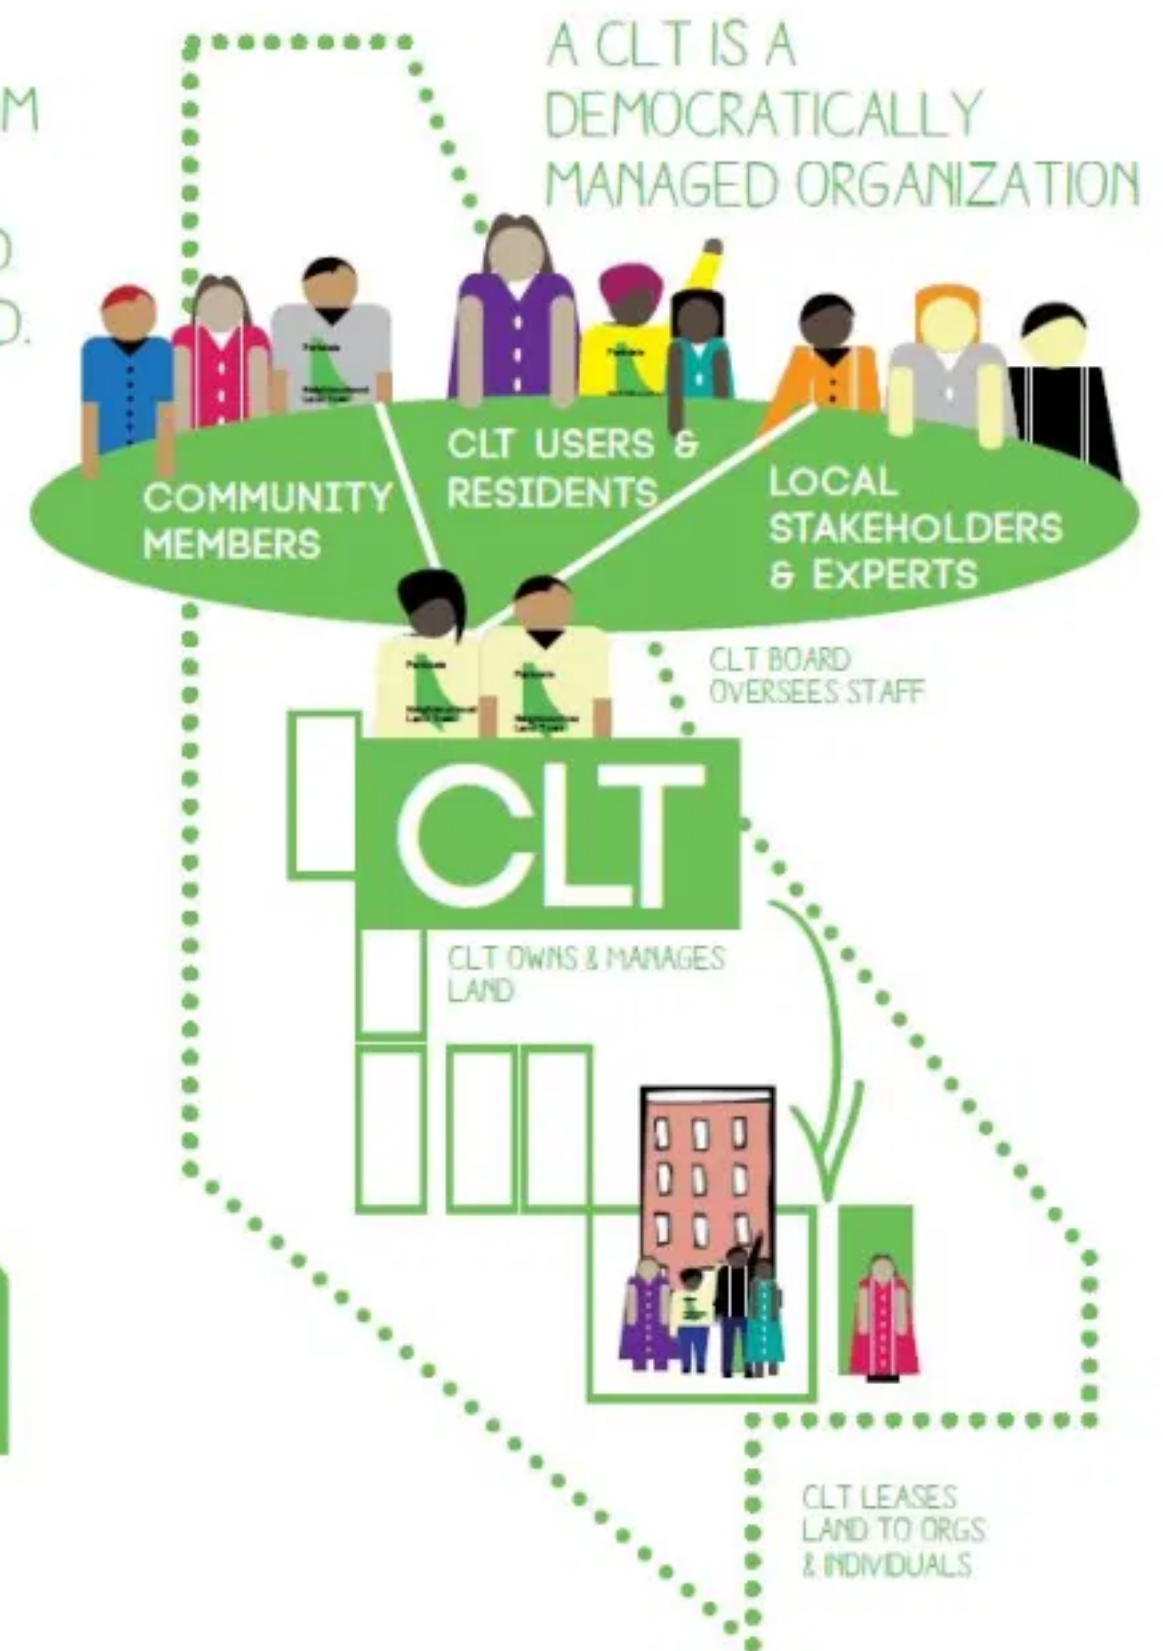 A CLT IS A
DEMOCRATICALLY
MANAGED ORGANIZATION
M
D.
D.
COMMUNITY
MEMBERS
CLT USERS &
RESIDENTS
LOCAL
STAKEHOLDERS
& EXPERTS
CLT BOARD
OVERSEES STAFF
CLT
CLT OWNS & MANAGES
LAND
CLT LEASES
LAND TO ORGS
& INDIVIDUALS